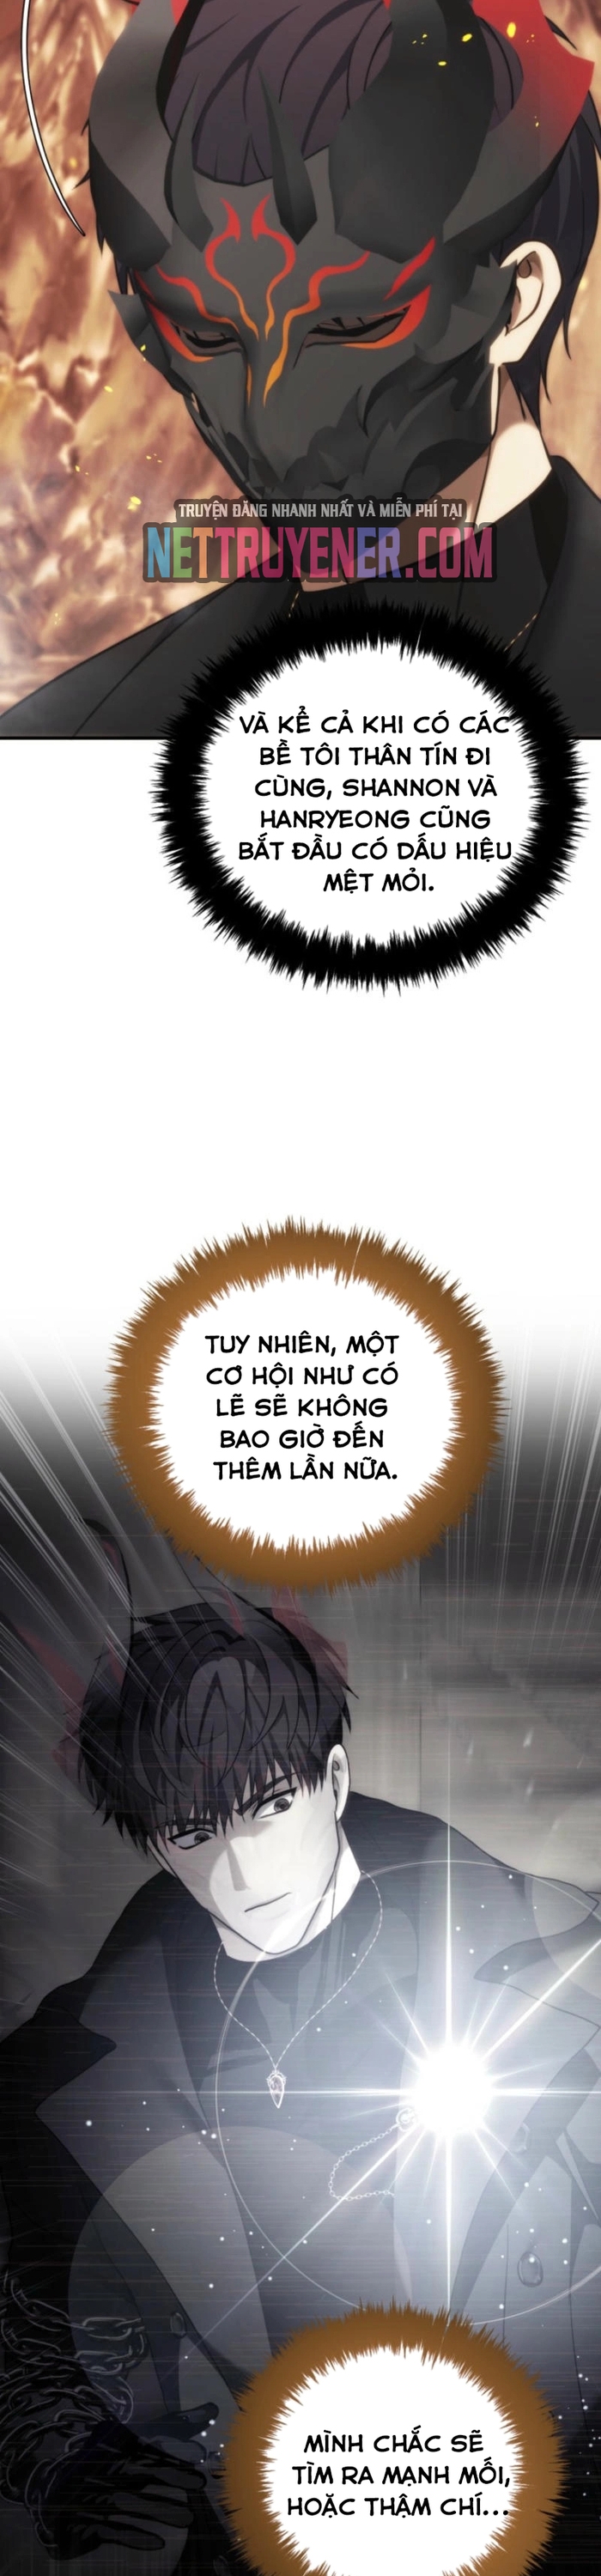 TRUYỆN ĐĂNG NHANH NHẤT VÀ MIỄN PHÍ TẠI
NETTRUYENER.COM
VÀ KỂ CẢ KHI CÓ CÁC
BỀ TÔI THÂN TÍN ĐI
CÙNG, SHANNON VÀ
HANRYEONG CŨNG
BẮT ĐẦU CÓ DẤU HIỆU
MỆT MỎI.
TUY NHIÊN, MỘT
CƠ HỘI NHƯ CÓ
LẼ SẼ KHÔNG
BAO GIỜ ĐẾN
THÊM LẦN NỮA.
MÌNH CHẮC SẼ
TÌM RA MẠNH MỐI,
HOẶC THẬM CHÍ...